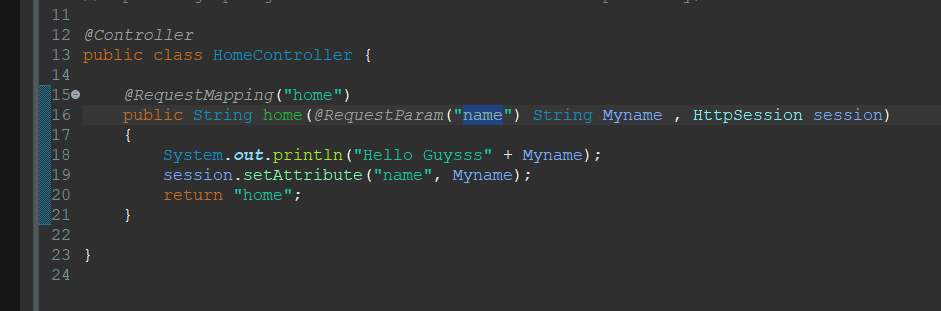 11
12 @Controller
13 public class HomeController {
14
15 @RequestMapping("home")
16 public String home(@RequestParam("name") String Myname , HttpSession session)
17 {
18 System.out.println("Hello Guysss" + Myname);
19 session.setAttribute("name", Myname);
20 return "home";
21 }
22
23 }
24